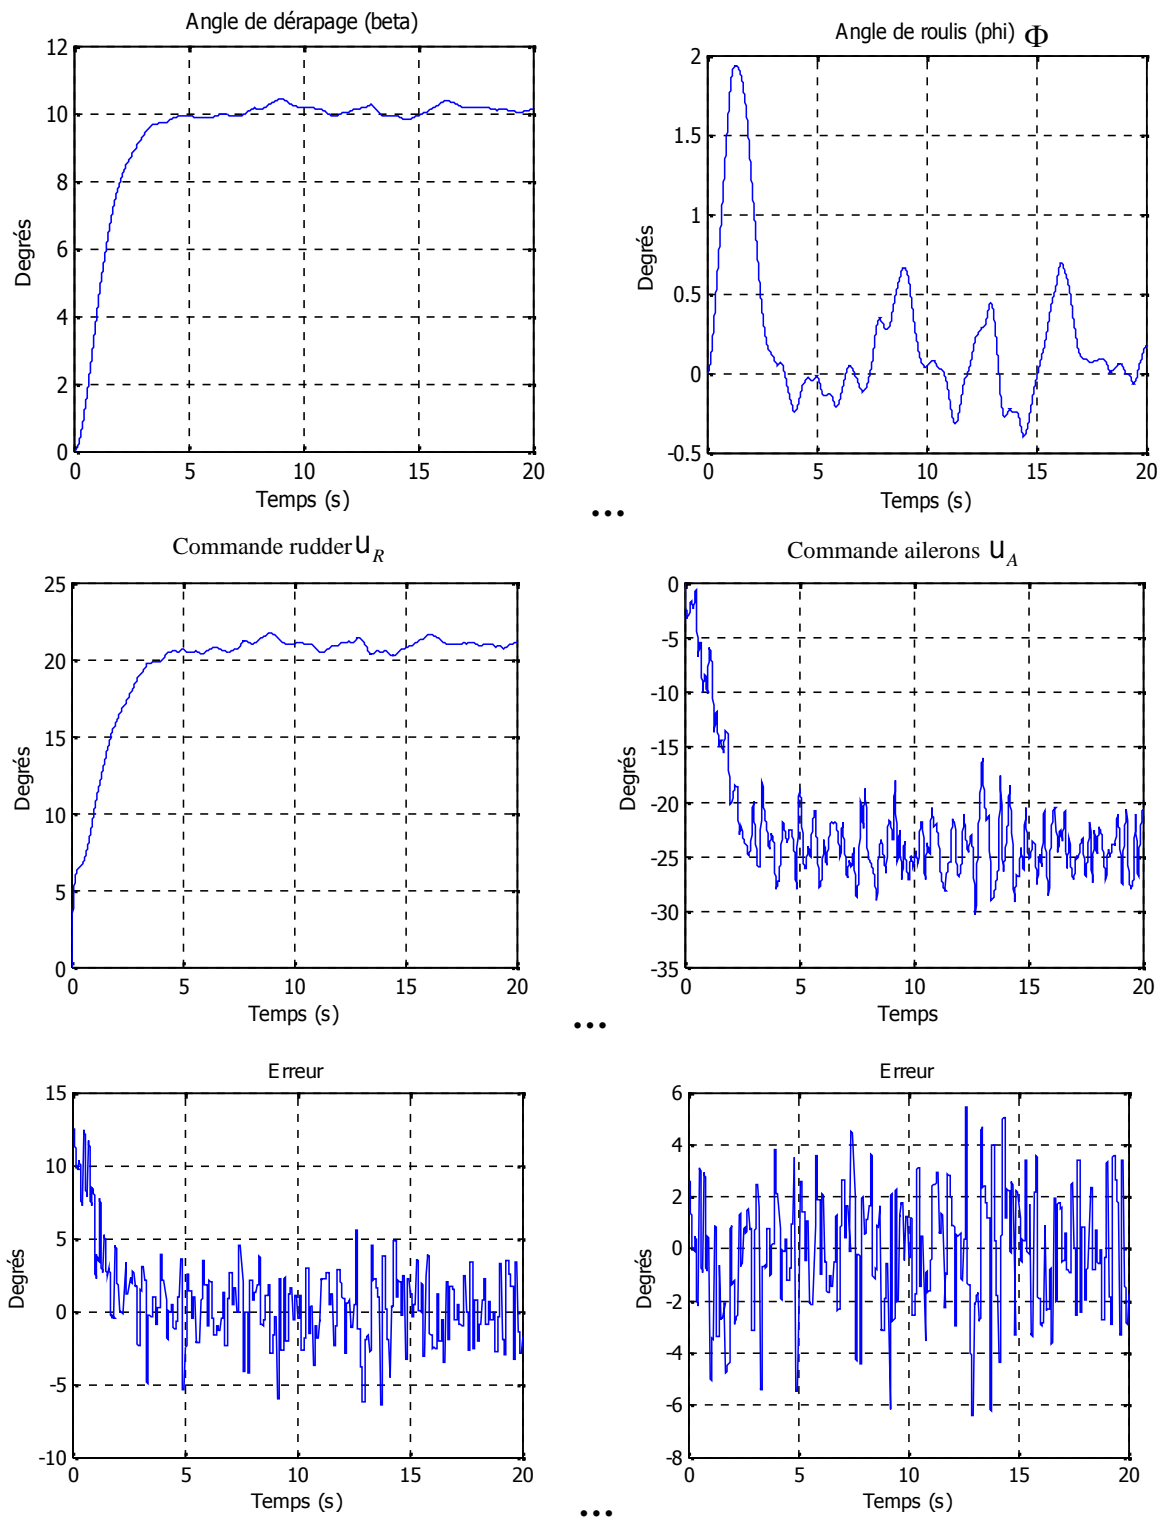 Angle de dérapage (beta)
12
10
8
6
4
2
0
Degrés
0 5 10 15 20
Temps (s)
Angle de roulis (phi) Φ
2
1.5
1
0.5
0
-0.5
Degrés
0 5 10 15 20
Temps (s)
...
Commande rudder u_R
25
20
15
10
5
0
Degrés
0 5 10 15 20
Temps (s)
Commande ailerons u_A
0
-5
-10
-15
-20
-25
-30
-35
Degrés
0 5 10 15 20
Temps
...
Erreur
15
10
5
0
-5
-10
Degrés
0 5 10 15 20
Temps (s)
Erreur
6
4
2
0
-2
-4
-6
-8
Degrés
0 5 10 15 20
Temps (s)
...